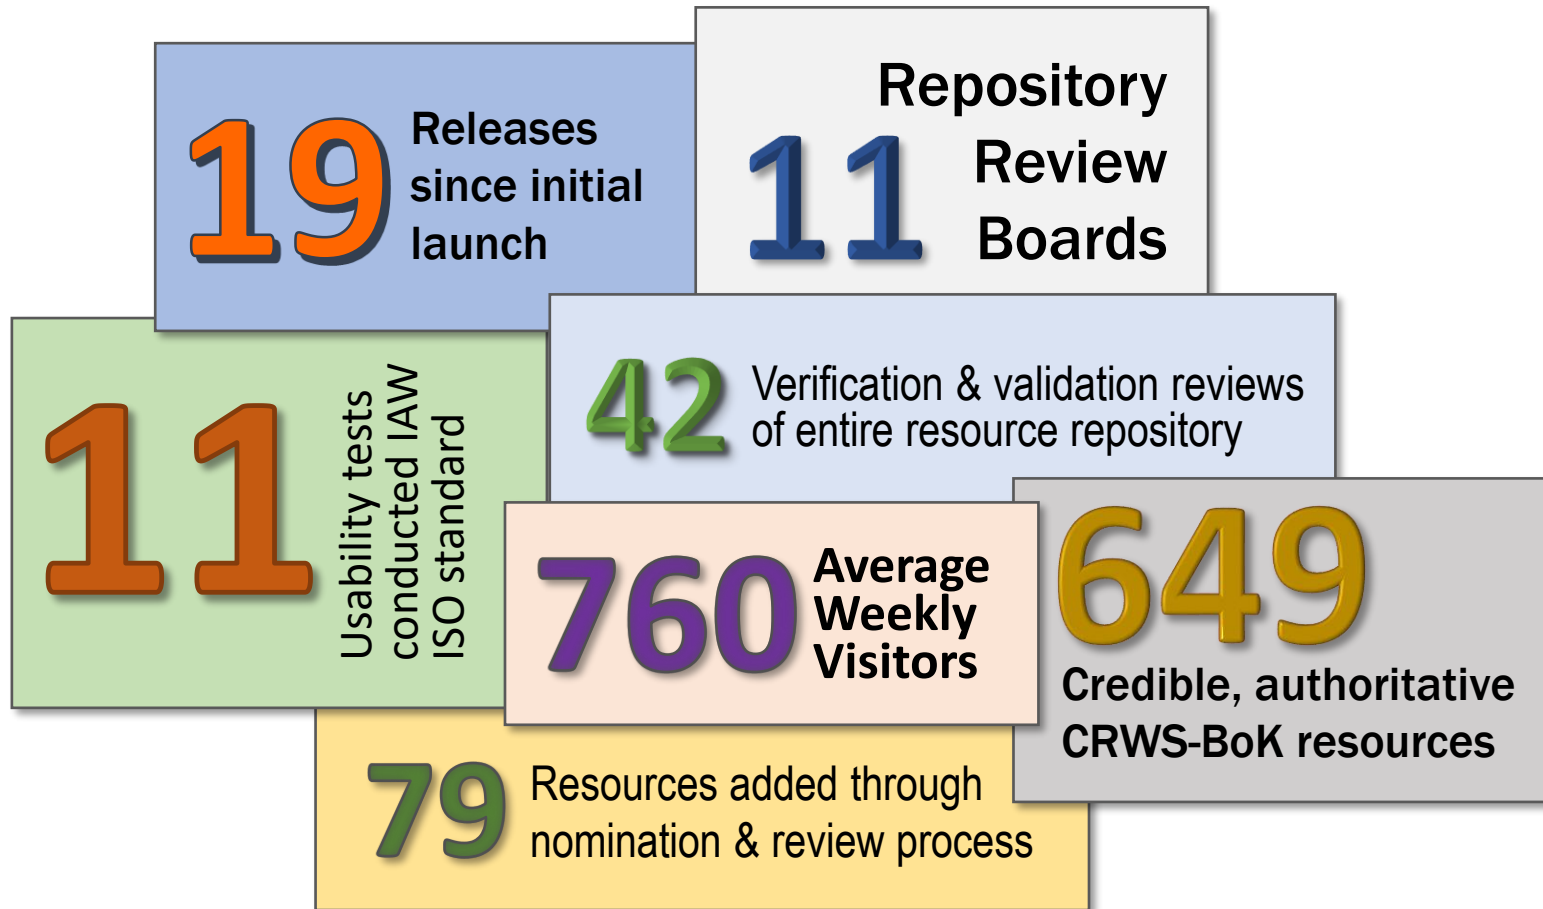 19
Releases
since initial
launch
11
Repository
Review
Boards
11
Usability tests
conducted IAW
ISO standard
42
Verification & validation reviews
of entire resource repository
760
Average
Weekly
Visitors
649
Credible, authoritative
CRWS-BoK resources
79
Resources added through
nomination & review process